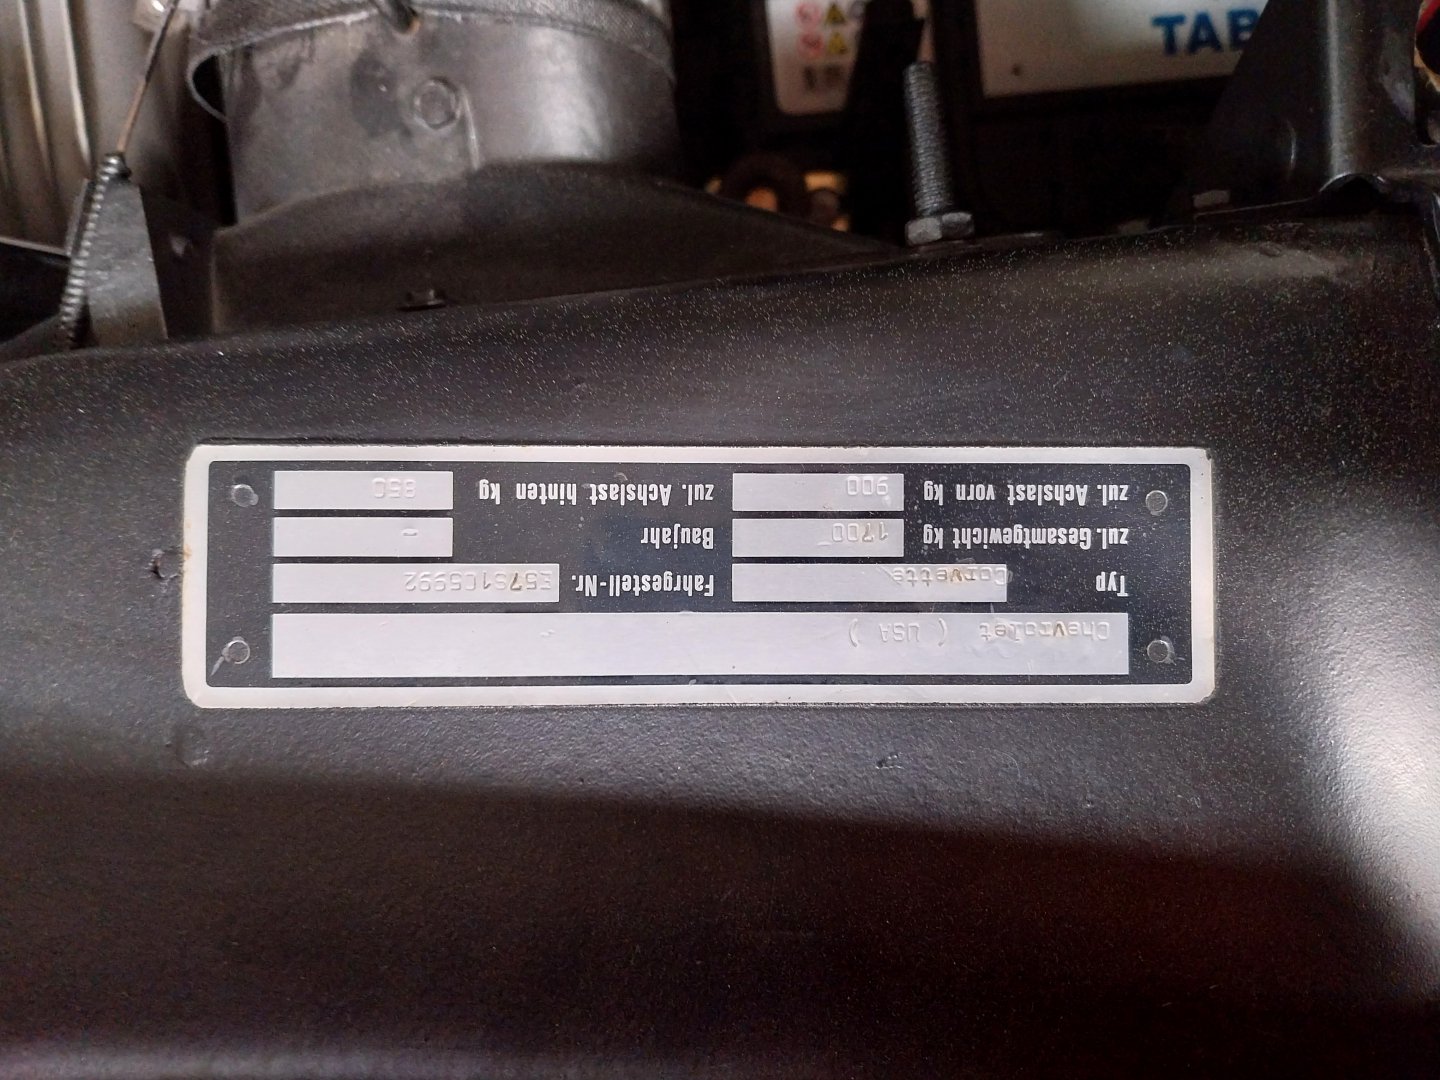 Chevrolet ( USA )
Typ Corvette Fahrgestell-Nr. E57S105992
zul. Gesamtgewicht kg 1700 Baujahr -
zul. Achslast vorn kg 900 zul. Achslast hinten kg 850
TAB